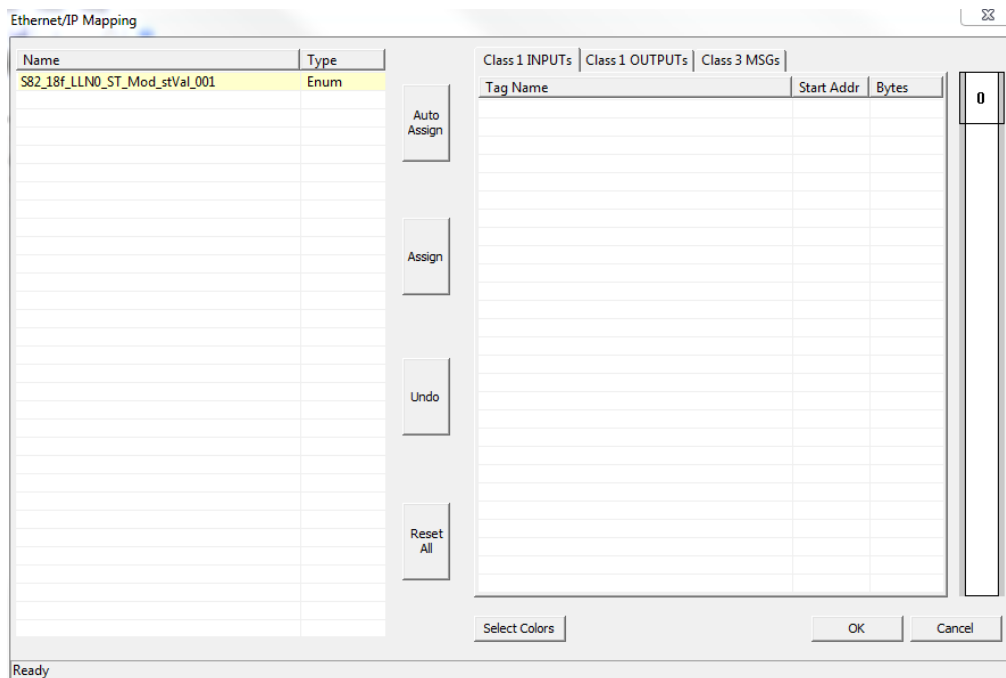 Ethernet/IP Mapping
Name Type
S82_18f_LLN0_ST_Mod_stVal_001 Enum
Auto
Assign
Assign
Undo
Reset
All
Class 1 INPUTs Class 1 OUTPUTs Class 3 MSGs
Tag Name Start Addr Bytes
0
Select Colors OK Cancel
Ready